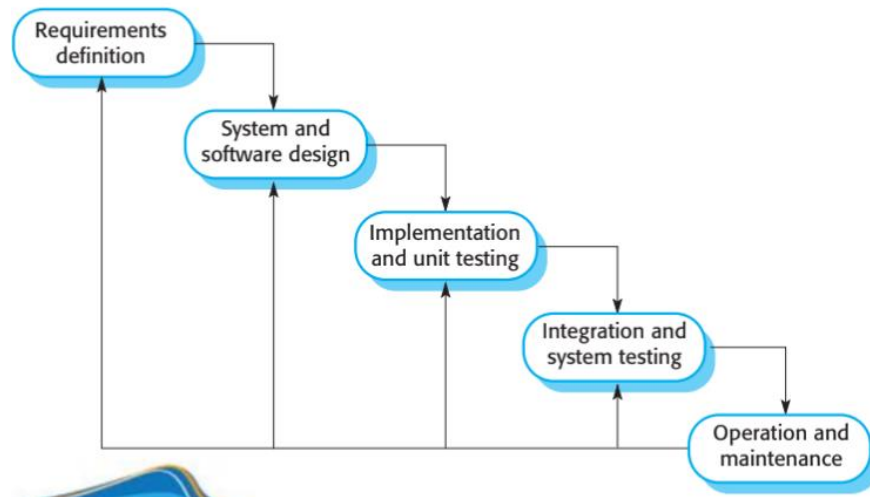 Requirements
definition
System and
software design
Implementation
and unit testing
Integration and
system testing
Operation and
maintenance